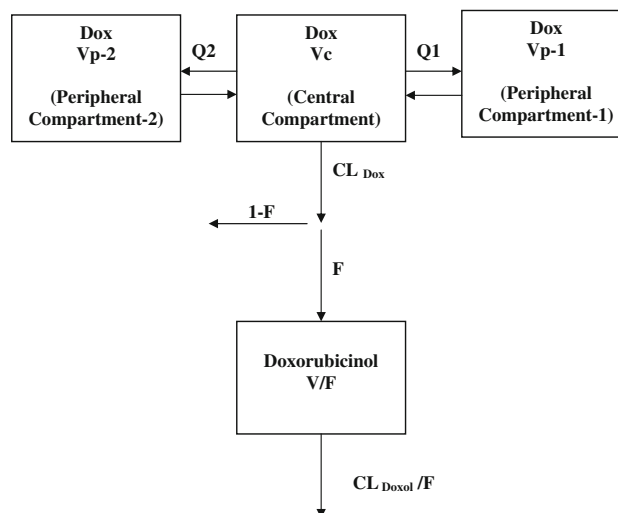 Dox
Vp-2
(Peripheral
Compartment-2)
Q2
Dox
Vc
(Central
Compartment)
Q1
Dox
Vp-1
(Peripheral
Compartment-1)
CL Dox
1-F
F
Doxorubicinol
V/F
CL Doxol /F